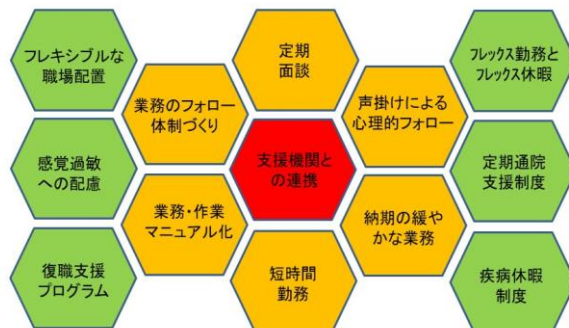 フレキシブルな
職場配置
定期
面談
フレックス勤務と
フレックス休暇
業務のフォロー
体制づくり
声掛けによる
心理的フォロー
感覚過敏
への配慮
支援機関と
の連携
定期通院
支援制度
業務・作業
マニュアル化
納期の緩や
かな業務
復職支援
プログラム
短時間
勤務
疾病休暇
制度